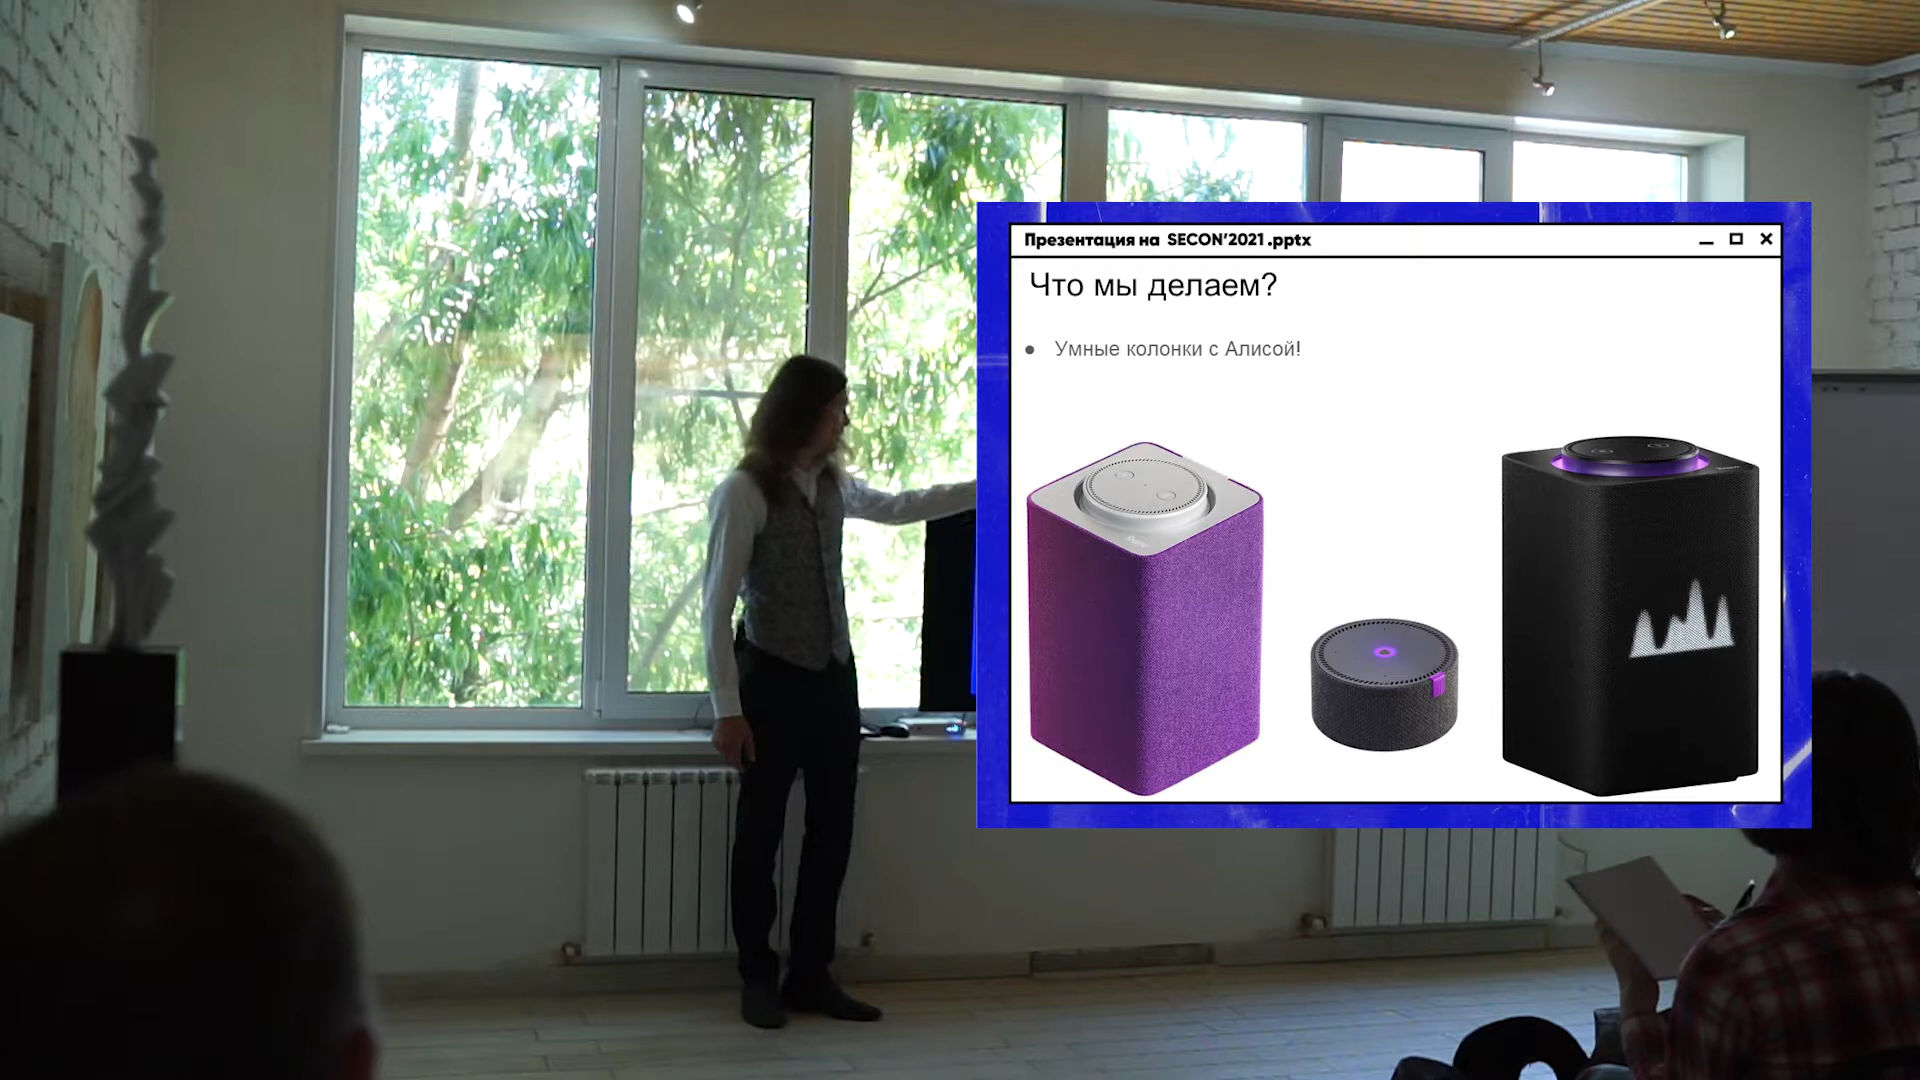 Презентация на SECON'2021 .pptx
Что мы делаем?
● Умные колонки с Алисой!